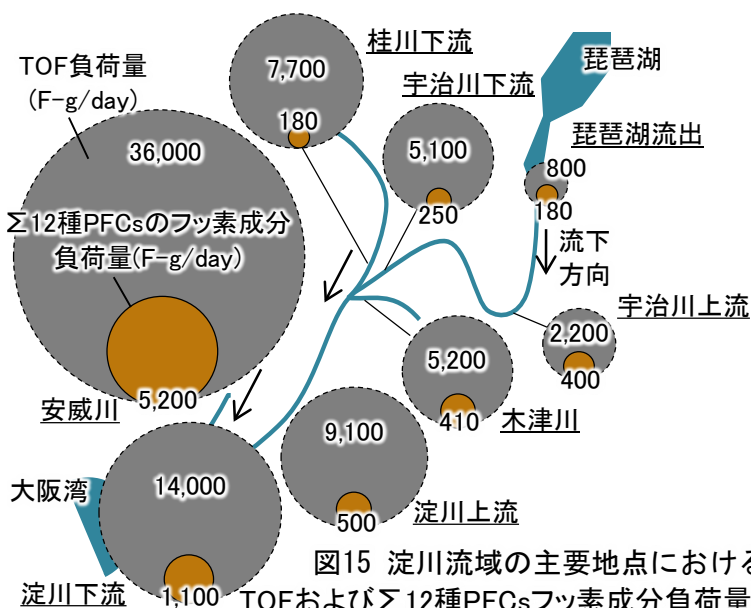 桂川下流
7,700
180
宇治川下流
5,100
250
琵琶湖
琵琶湖流出
800
180
流下
方向
TOF負荷量
(F-g/day)
36,000
Σ12種PFCsのフッ素成分
負荷量(F-g/day)
5,200
安威川
宇治川上流
2,200
400
5,200
410
木津川
9,100
500
淀川上流
大阪湾
14,000
1,100
淀川下流
図15 淀川流域の主要地点における
TOFおよびΣ12種PFCsフッ素成分負荷量